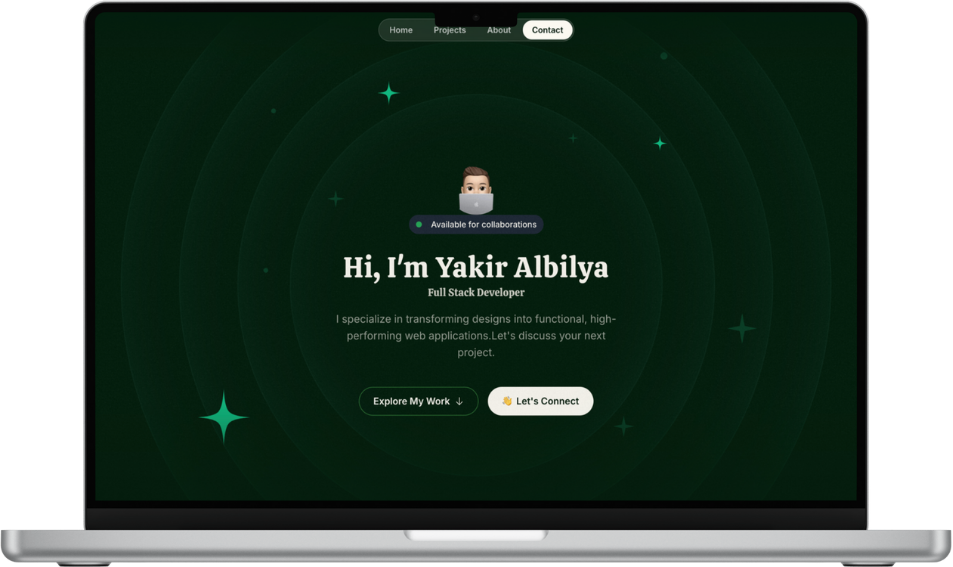 Home Projects About Contact
Available for collaborations
Hi, I'm Yakir Albilya
Full Stack Developer
I specialize in transforming designs into functional, high-
performing web applications.Let's discuss your next
project.
Explore My Work ↓ 👋 Let's Connect